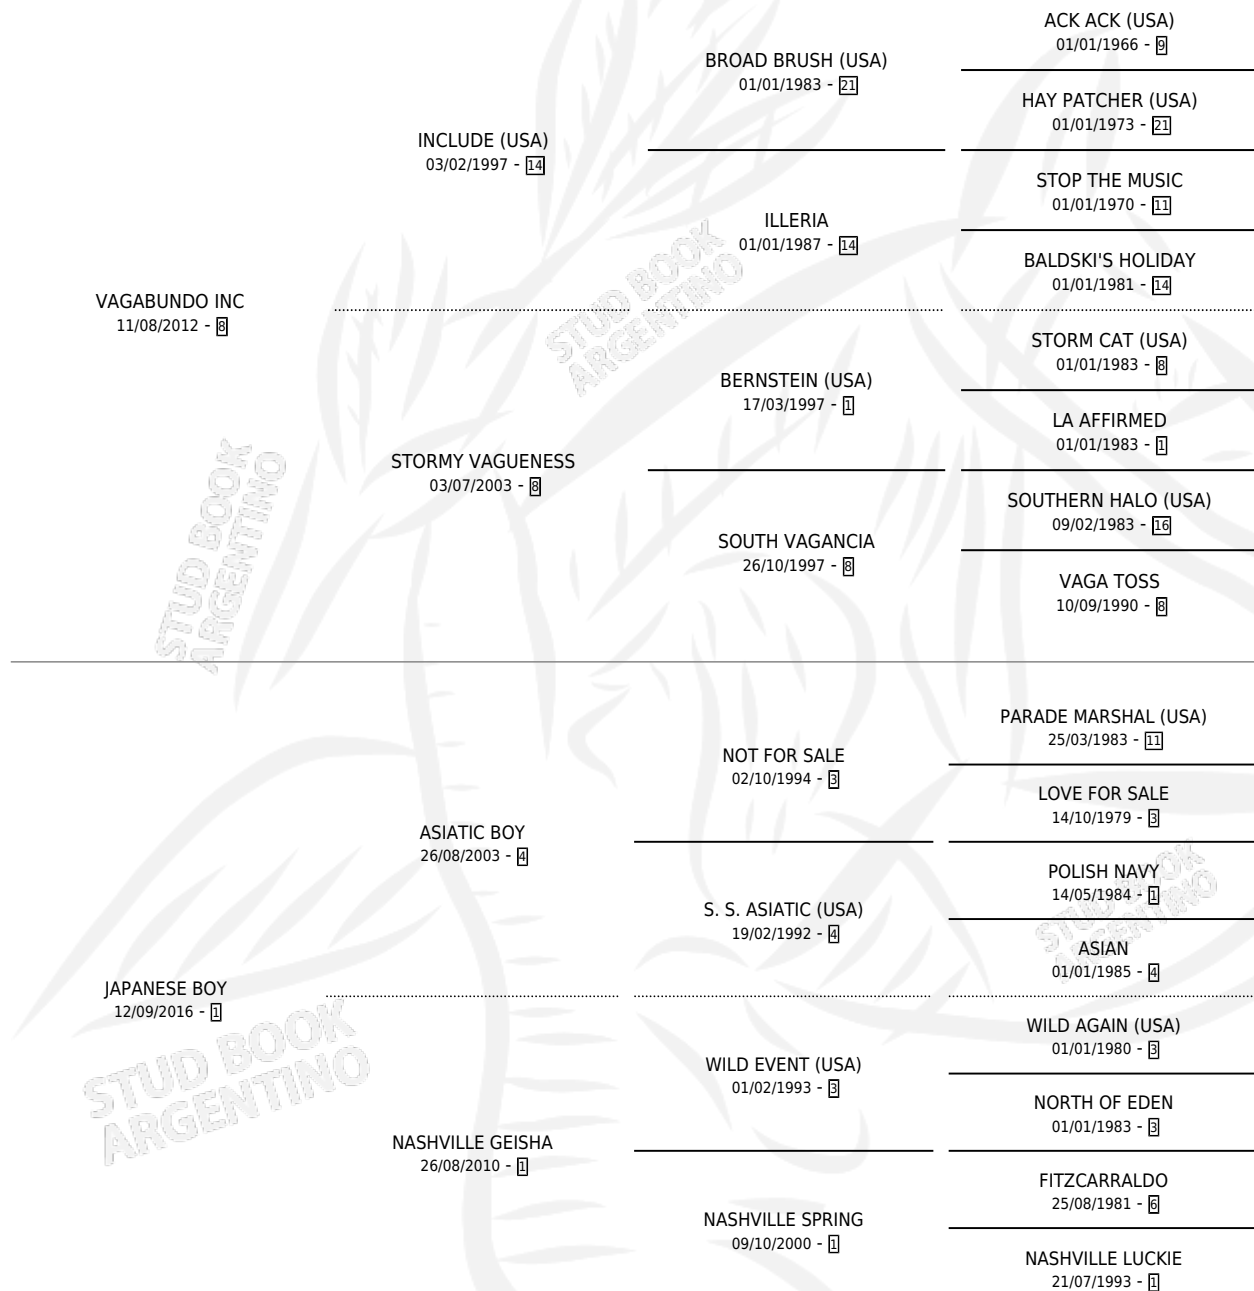 ACK ACK (USA)
01/01/1966 - 9
BROAD BRUSH (USA)
01/01/1983 - 21
HAY PATCHER (USA)
01/01/1973 - 21
INCLUDE (USA)
03/02/1997 - 14
STOP THE MUSIC
01/01/1970 - 11
ILLERIA
01/01/1987 - 14
BALDSKI'S HOLIDAY
01/01/1981 - 14
VAGABUNDO INC
11/08/2012 - 8
STORM CAT (USA)
01/01/1983 - 8
BERNSTEIN (USA)
17/03/1997 - 1
LA AFFIRMED
01/01/1983 - 1
STORMY VAGUENESS
03/07/2003 - 8
SOUTHERN HALO (USA)
09/02/1983 - 16
SOUTH VAGANCIA
26/10/1997 - 8
VAGA TOSS
10/09/1990 - 8
STUD BOOK
ARGENTINO
STUD BOOK
ARGENTINO
PARADE MARSHAL (USA)
25/03/1983 - 11
NOT FOR SALE
02/10/1994 - 3
LOVE FOR SALE
14/10/1979 - 3
ASIATIC BOY
26/08/2003 - 4
POLISH NAVY
14/05/1984 - 1
S. S. ASIATIC (USA)
19/02/1992 - 4
ASIAN
01/01/1985 - 4
JAPANESE BOY
12/09/2016 - 1
WILD AGAIN (USA)
01/01/1980 - 3
WILD EVENT (USA)
01/02/1993 - 3
NORTH OF EDEN
01/01/1983 - 3
NASHVILLE GEISHA
26/08/2010 - 1
FITZCARRALDO
25/08/1981 - 6
NASHVILLE SPRING
09/10/2000 - 1
NASHVILLE LUCKIE
21/07/1993 - 1
STUD BOOK
ARGENTINO
STUD BOOK
ARGENTINO